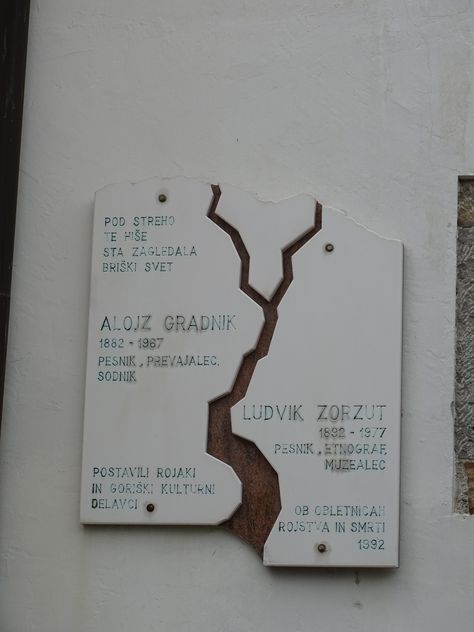 POD STREHO
TE HIŠE
STA ZAGLEDALA
BRIŠKI SVET
ALOJZ GRADNIK
1882 - 1967
PESNIK, PREVAJALEC,
SODNIK
LUDVIK ZORZUT
1892 - 1977
PESNIK, ETNOGRAF,
MUZEALEC
POSTAVILI ROJAKI
IN GORIŠKI KULTURNI
DELAVCI
OB OBLETNICAH
ROJSTVA IN SMRTI
1992